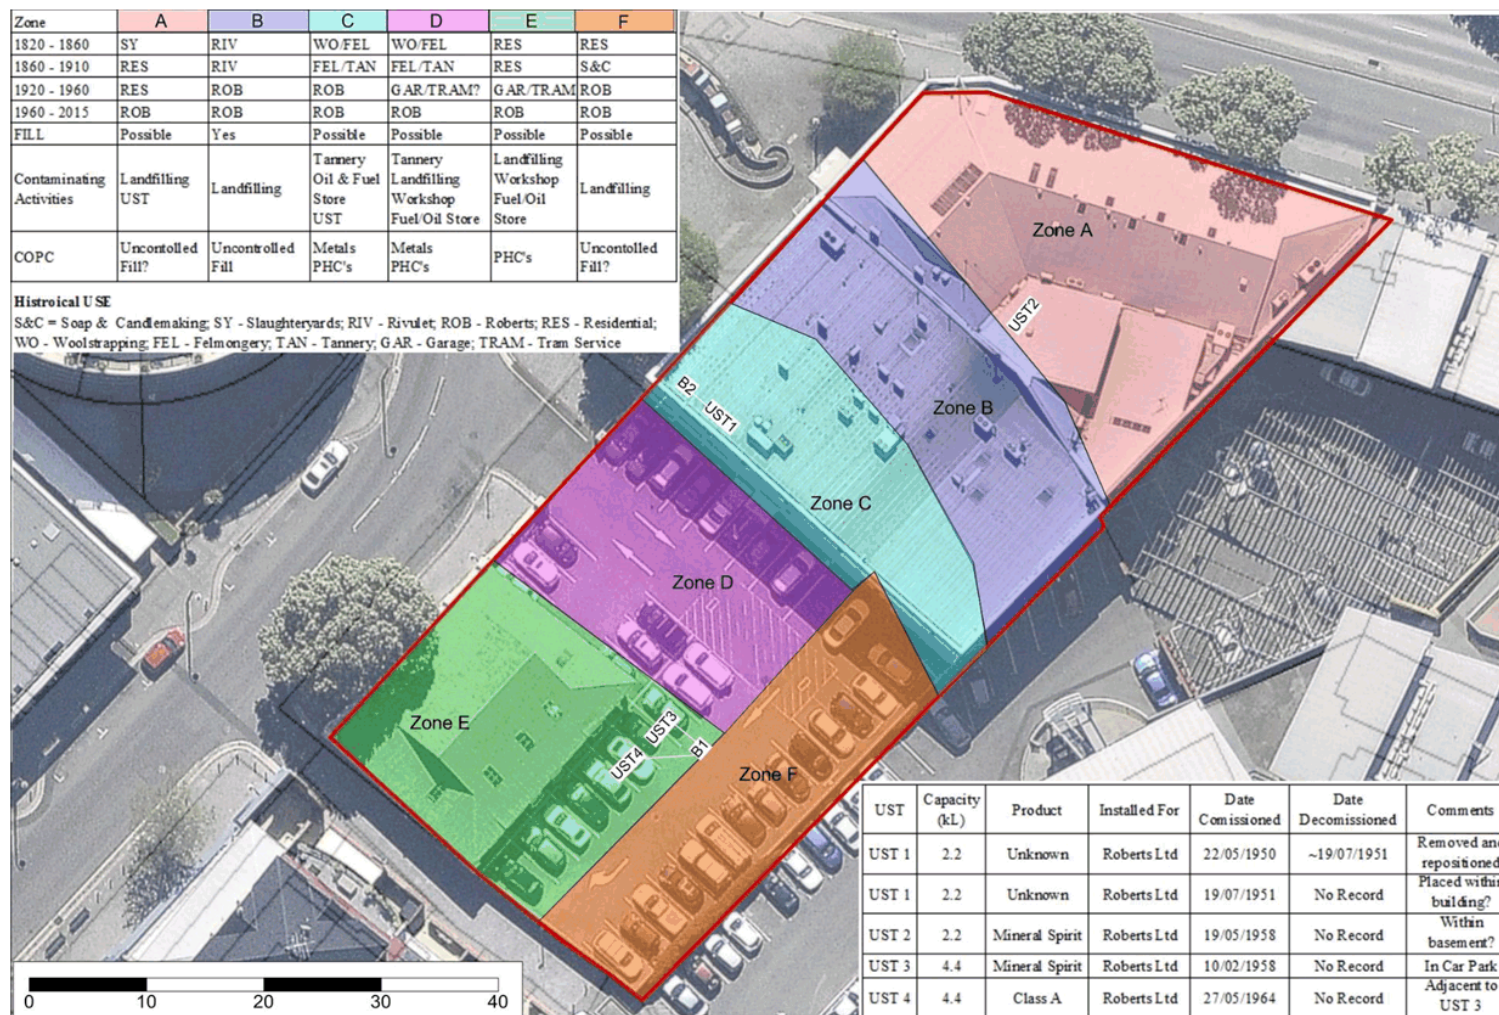 Zone A B C D E F
1820 - 1860 SY RIV WO/FEL WO/FEL RES RES
1860 - 1910 RES RIV FEL/TAN FEL/TAN RES S&C
1920 - 1960 RES ROB ROB GAR/TRAM? GAR/TRAM ROB
1960 - 2015 ROB ROB ROB ROB ROB ROB
FILL Possible Yes Possible Possible Possible Possible
Contaminating Activities
Landfilling UST
Landfilling
Tannery Oil & Fuel Store UST
Tannery Landfilling Workshop Fuel/Oil Store
Landfilling Workshop Fuel/Oil Store
Landfilling
COPC
Uncontolled Fill?
Uncontrolled Fill
Metals PHC's
Metals PHC's
PHC's
Uncontolled Fill?
Histroical USE
S&C = Soap & Candlemaking; SY - Slaughteryards; RIV - Rivulet; ROB - Roberts; RES - Residential;
WO - Woolstrapping; FEL - Felmongery; TAN - Tannery; GAR - Garage; TRAM - Tram Service
Zone A
UST2
B2
UST1
Zone B
Zone C
Zone D
Zone E
UST3
UST4
B1
Zone F
0 10 20 30 40
UST Capacity (kL) Product Installed For Date Comissioned Date Decomissioned Comments
UST 1 2.2 Unknown Roberts Ltd 22/05/1950 ~19/07/1951 Removed and repositioned
UST 1 2.2 Unknown Roberts Ltd 19/07/1951 No Record Placed within building?
UST 2 2.2 Mineral Spirit Roberts Ltd 19/05/1958 No Record Within basement?
UST 3 4.4 Mineral Spirit Roberts Ltd 10/02/1958 No Record In Car Park
UST 4 4.4 Class A Roberts Ltd 27/05/1964 No Record Adjacent to UST 3